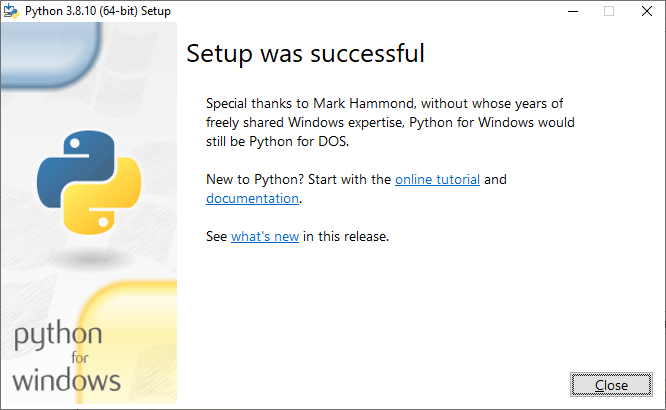 Python 3.8.10 (64-bit) Setup
Setup was successful
Special thanks to Mark Hammond, without whose years of
freely shared Windows expertise, Python for Windows would
still be Python for DOS.
New to Python? Start with the online tutorial and
documentation.
See what's new in this release.
python
for
windows
Close